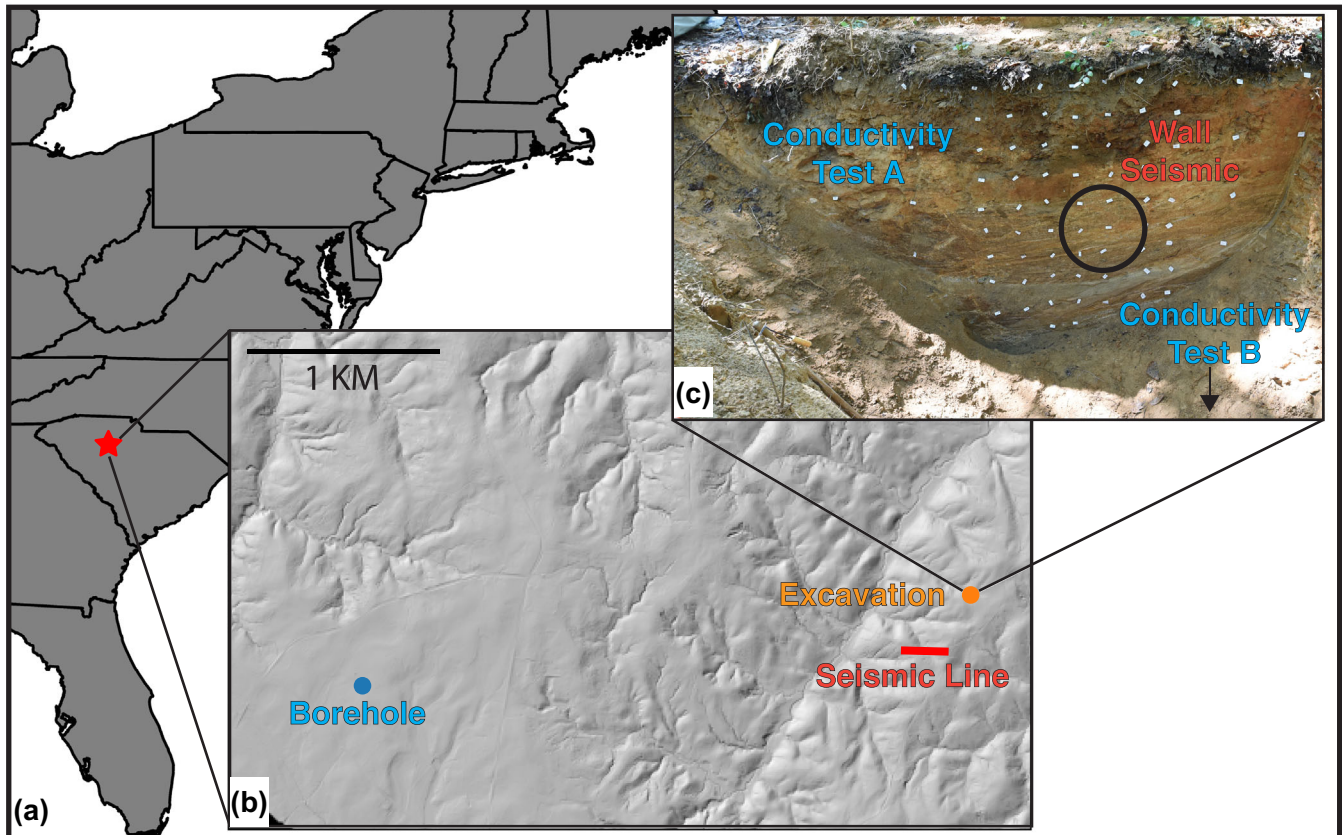 (a)
1 KM
Borehole
Excavation
Seismic Line
(b)
Conductivity
Test A
Wall
Seismic
Conductivity
Test B
(c)